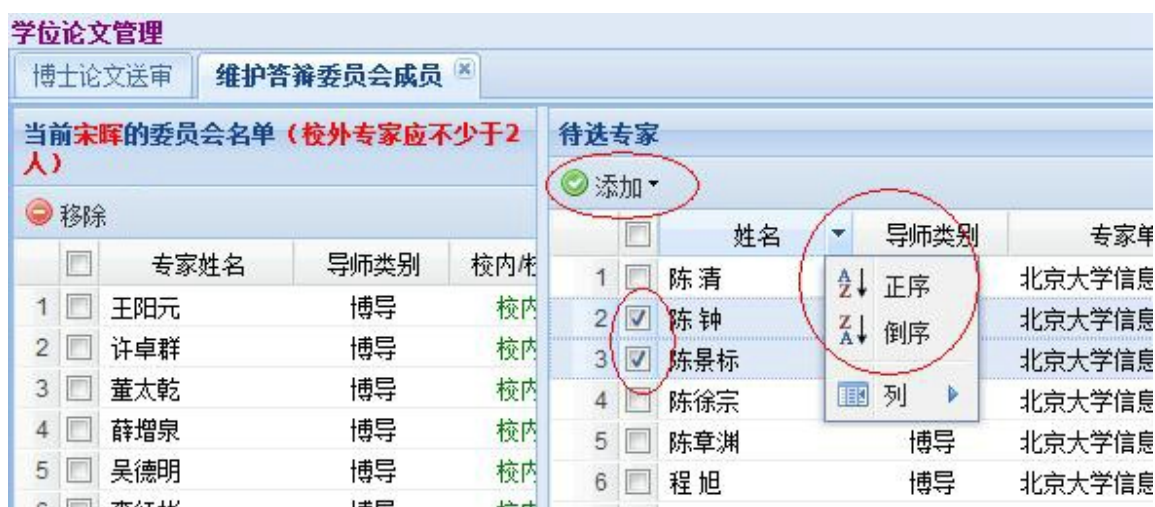 学位论文管理
博士论文送审 维护答辩委员会成员
当前宋晖的委员会名单（校外专家应不少于2
人）
移除
专家姓名 导师类别 校内/校
1 王阳元 博导 校内
2 许卓群 博导 校内
3 董太乾 博导 校内
4 薛增泉 博导 校内
5 吴德明 博导 校内
待选专家
添加
姓名 导师类别 专家单
1 陈 清 北京大学信息
2 陈 钟 北京大学信息
3 陈景标 北京大学信息
4 陈徐宗 北京大学信息
5 陈章渊 博导 北京大学信息
6 程 旭 博导 北京大学信息
A
Z 正序
Z
A 倒序
列